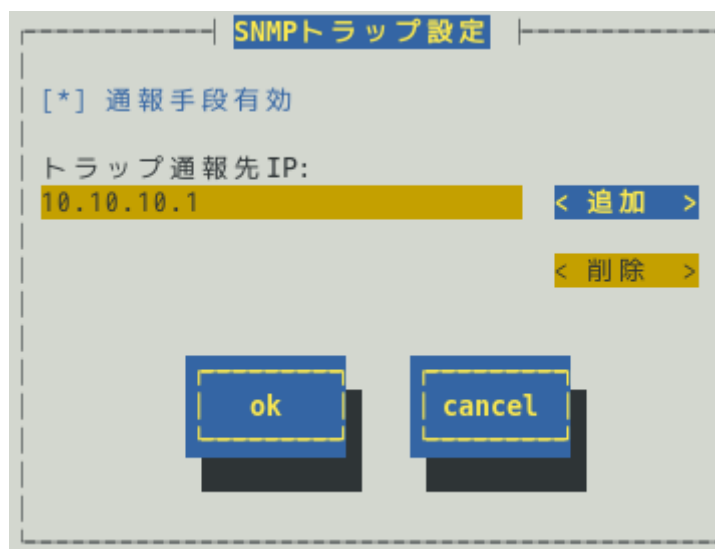 SNMPトラップ設定
[*] 通報手段有効
トラップ通報先IP:
10.10.10.1
< 追加 >
< 削除 >
ok
cancel